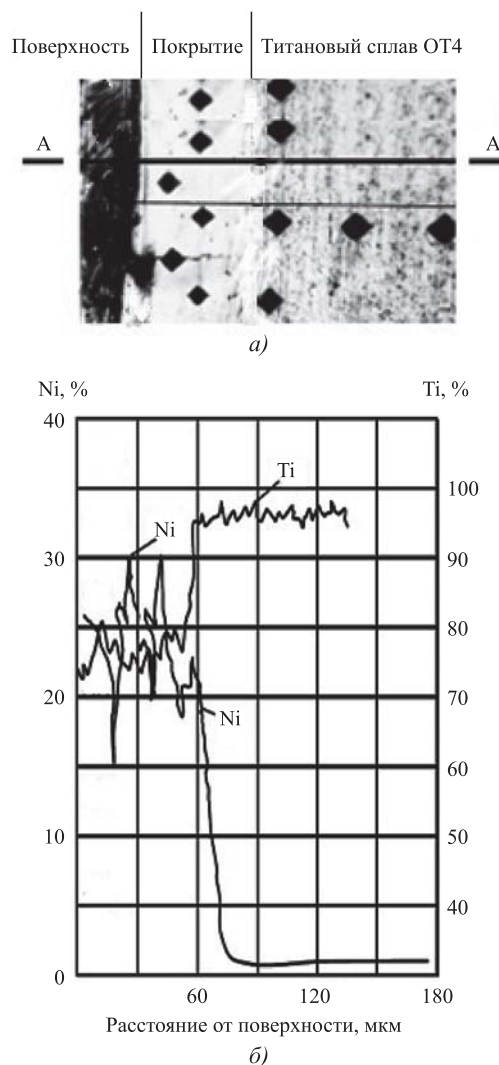 Поверхность Покрытие Титановый сплав ОТ4
А А
а)
Ni, % Ti, %
40
100
Ti
Ni
30 90
80
20 70
Ni
60
10 50
40
0
60 120 180
Расстояние от поверхности, мкм
б)